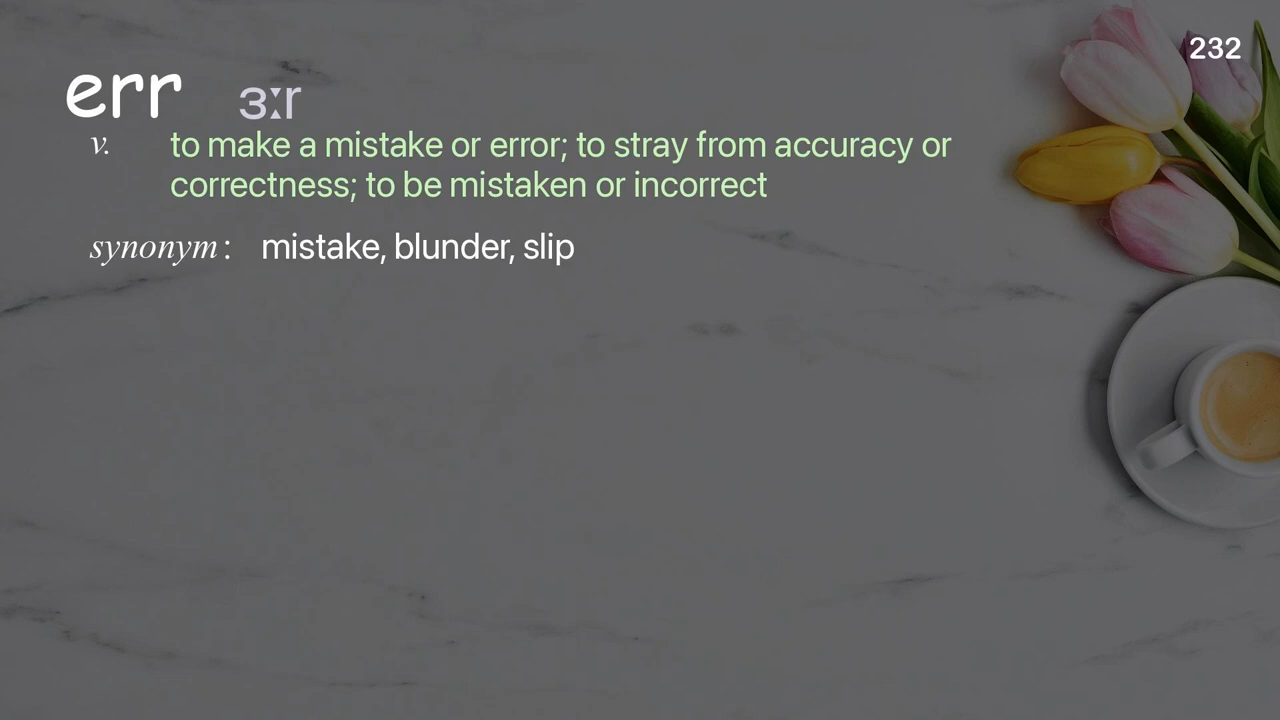 232
err ɜːr
v. to make a mistake or error; to stray from accuracy or
correctness; to be mistaken or incorrect
synonym: mistake, blunder, slip